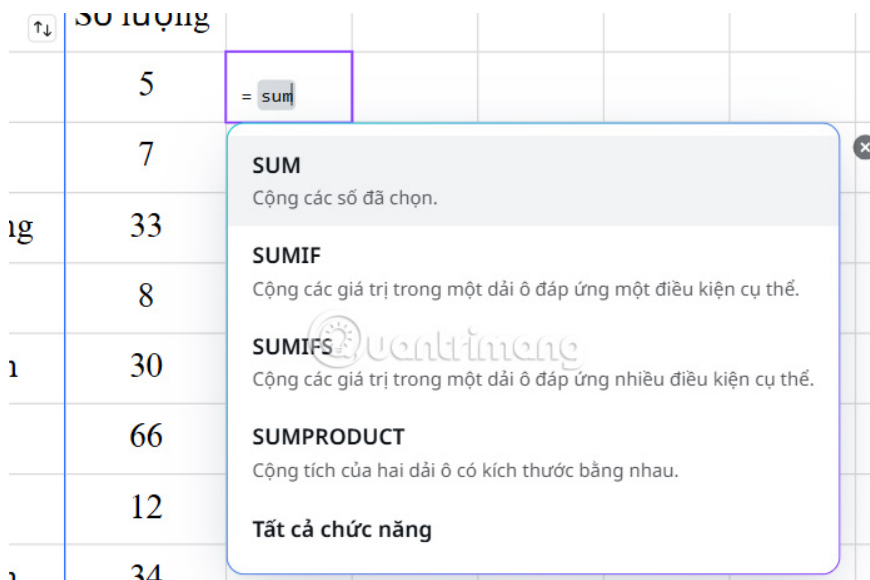 Số lượng
5
= sum
7
ng
33
8
30
66
12
34
SUM
Cộng các số đã chọn.
SUMIF
Cộng các giá trị trong một dải ô đáp ứng một điều kiện cụ thể.
SUMIFS
Cộng các giá trị trong một dải ô đáp ứng nhiều điều kiện cụ thể.
SUMPRODUCT
Cộng tích của hai dải ô có kích thước bằng nhau.
Tất cả chức năng
Quantrimang